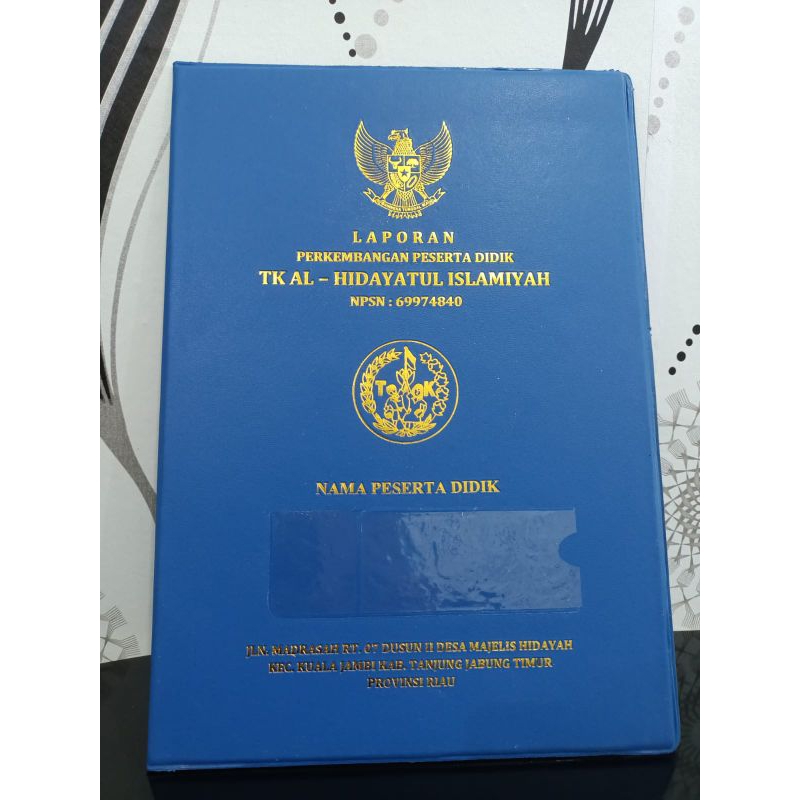 LAPORAN
PERKEMBANGAN PESERTA DIDIK
TK AL – HIDAYATUL ISLAMIYAH
NPSN : 69974840
T K
NAMA PESERTA DIDIK
JLN. MADRASAH RT. 07 DUSUN II DESA MAJELIS HIDAYAH
KEC. KUALA JAMBI KAB. TANJUNG JABUNG TIMUR
PROVINSI RIAU